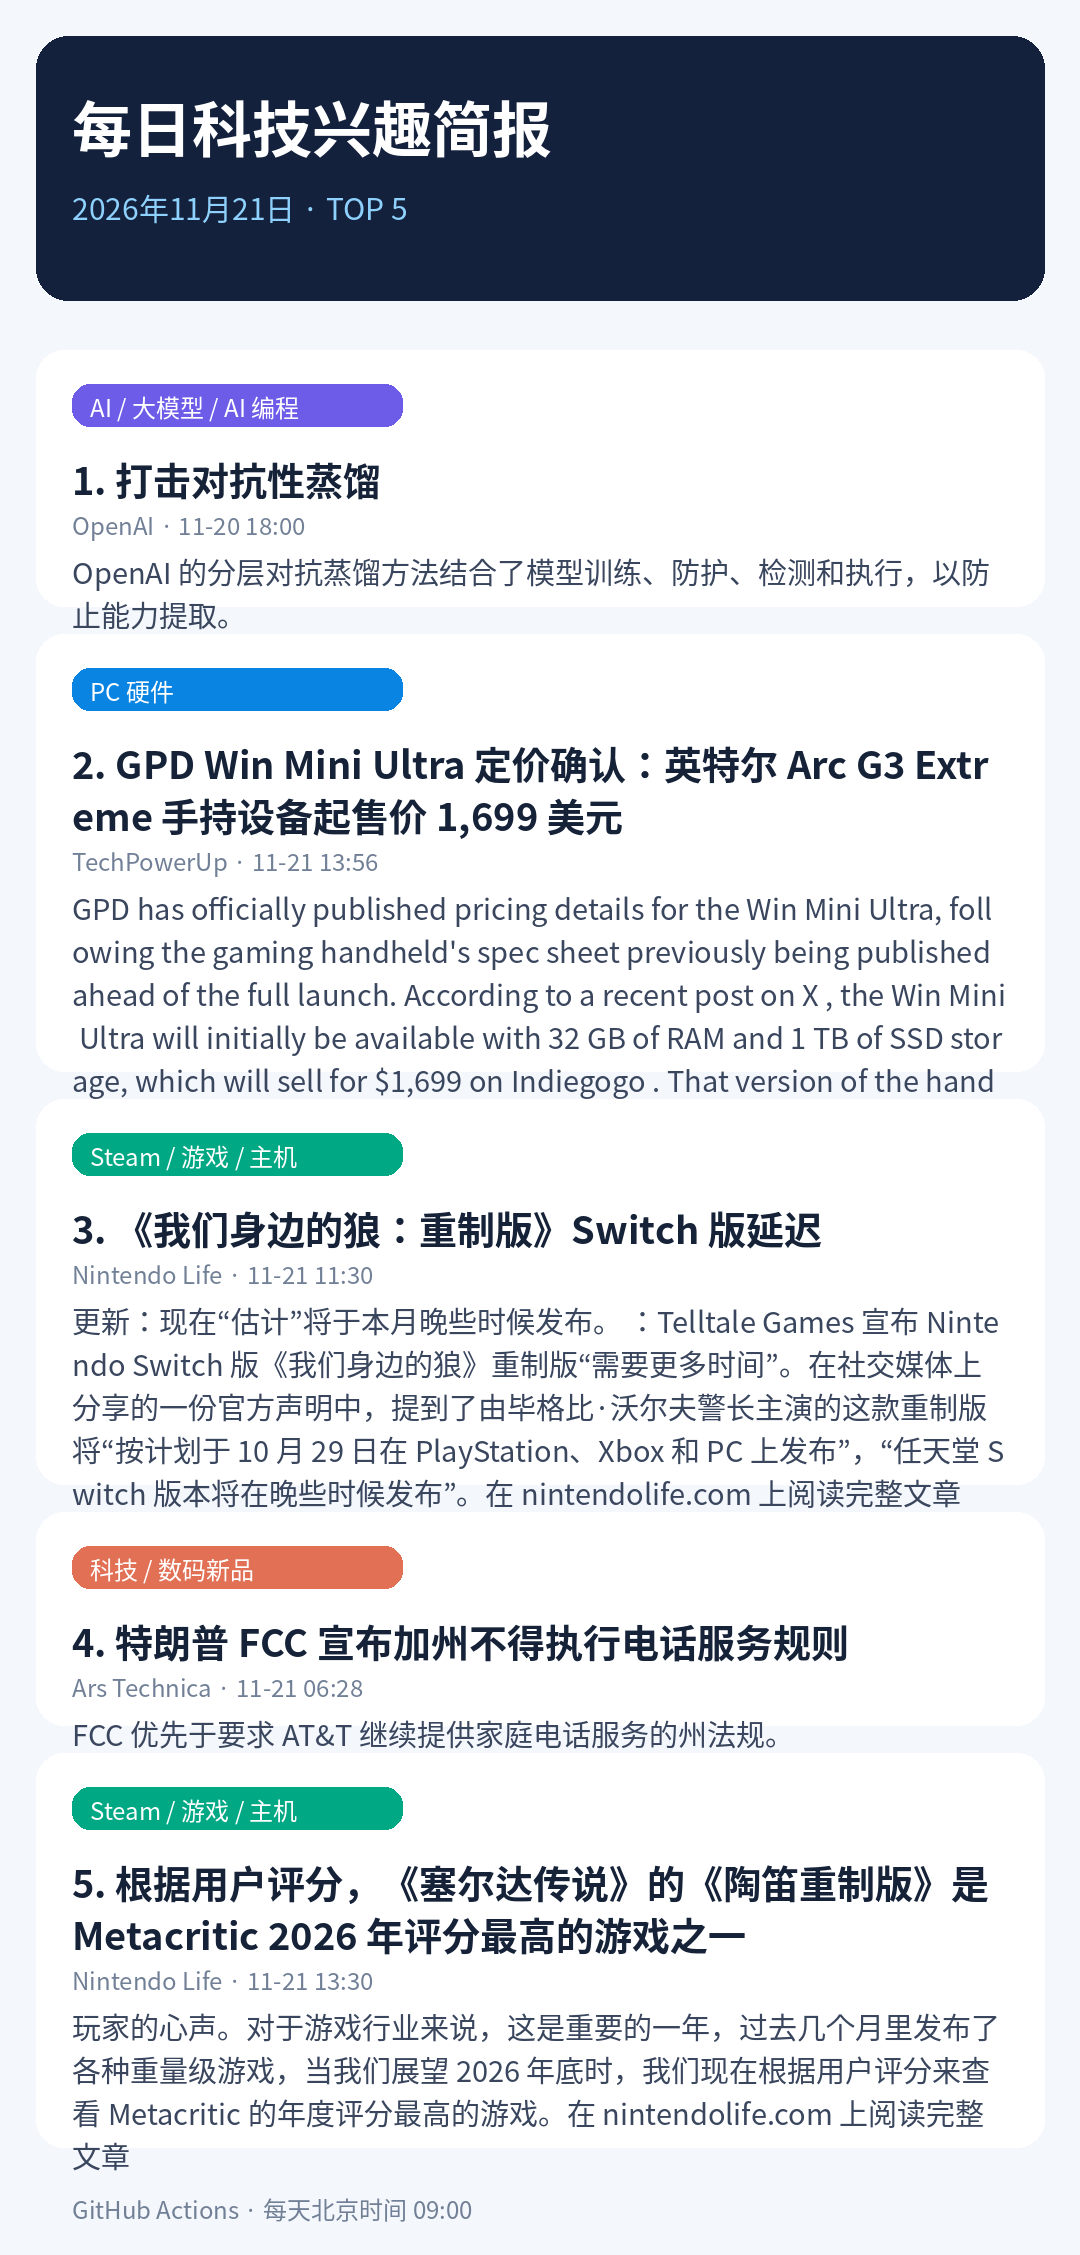 每日科技兴趣简报
2026年11月21日 · TOP 5
AI / 大模型 / AI 编程
1. 打击对抗性蒸馏
OpenAI · 11-20 18:00
OpenAI 的分层对抗蒸馏方法结合了模型训练、防护、检测和执行，以防
止能力提取。
PC 硬件
2. GPD Win Mini Ultra 定价确认：英特尔 Arc G3 Extr
eme 手持设备起售价 1,699 美元
TechPowerUp · 11-21 13:56
GPD has officially published pricing details for the Win Mini Ultra, foll
owing the gaming handheld's spec sheet previously being published
ahead of the full launch. According to a recent post on X , the Win Mini
Ultra will initially be available with 32 GB of RAM and 1 TB of SSD stor
age, which will sell for $1,699 on Indiegogo . That version of the hand
Steam / 游戏 / 主机
3. 《我们身边的狼：重制版》Switch 版延迟
Nintendo Life · 11-21 11:30
更新：现在“估计”将于本月晚些时候发布。 ：Telltale Games 宣布 Ninte
ndo Switch 版《我们身边的狼》重制版“需要更多时间”。在社交媒体上
分享的一份官方声明中，提到了由毕格比·沃尔夫警长主演的这款重制版
将“按计划于 10 月 29 日在 PlayStation、Xbox 和 PC 上发布”，“任天堂 S
witch 版本将在晚些时候发布”。在 nintendolife.com 上阅读完整文章
科技 / 数码新品
4. 特朗普 FCC 宣布加州不得执行电话服务规则
Ars Technica · 11-21 06:28
FCC 优先于要求 AT&T 继续提供家庭电话服务的州法规。
Steam / 游戏 / 主机
5. 根据用户评分，《塞尔达传说》的《陶笛重制版》是
Metacritic 2026 年评分最高的游戏之一
Nintendo Life · 11-21 13:30
玩家的心声。对于游戏行业来说，这是重要的一年，过去几个月里发布了
各种重量级游戏，当我们展望 2026 年底时，我们现在根据用户评分来查
看 Metacritic 的年度评分最高的游戏。在 nintendolife.com 上阅读完整
文章
GitHub Actions · 每天北京时间 09:00